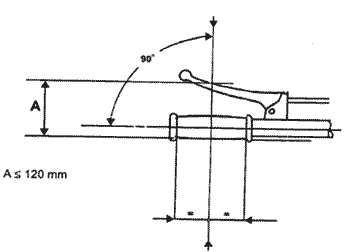 90°
A
A ≤ 120 mm
= =